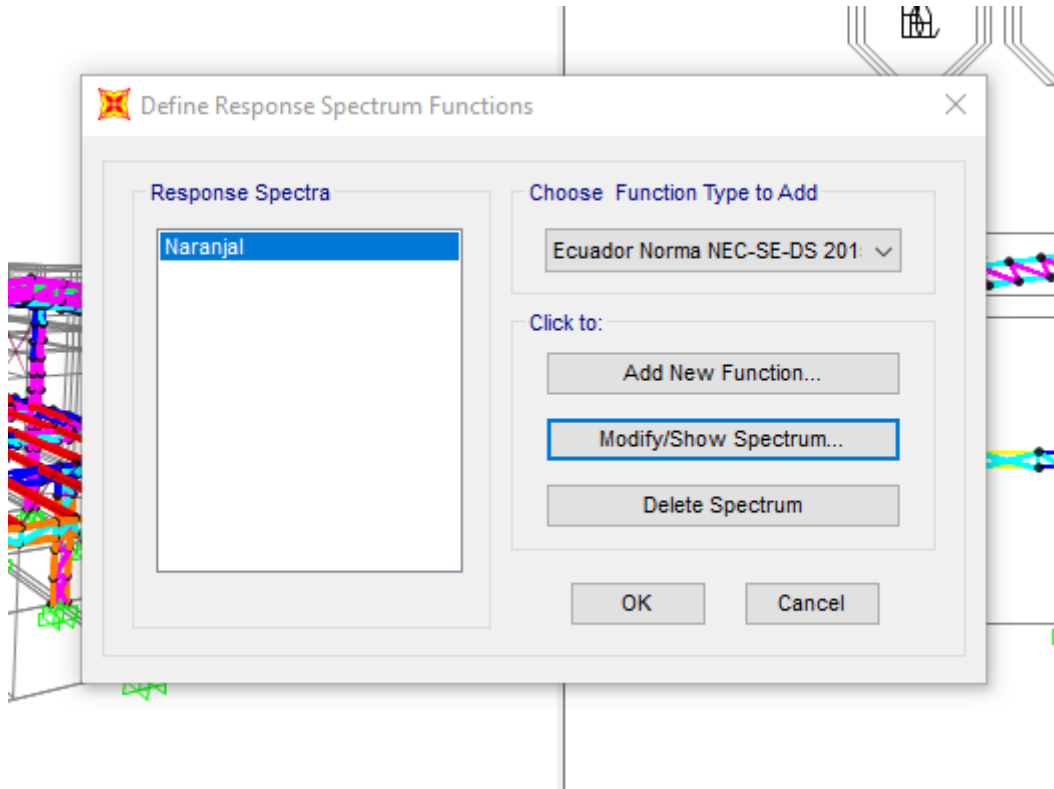 Define Response Spectrum Functions
Response Spectra
Naranjal
Choose Function Type to Add
Ecuador Norma NEC-SE-DS 201
Click to:
Add New Function...
Modify/Show Spectrum...
Delete Spectrum
OK
Cancel